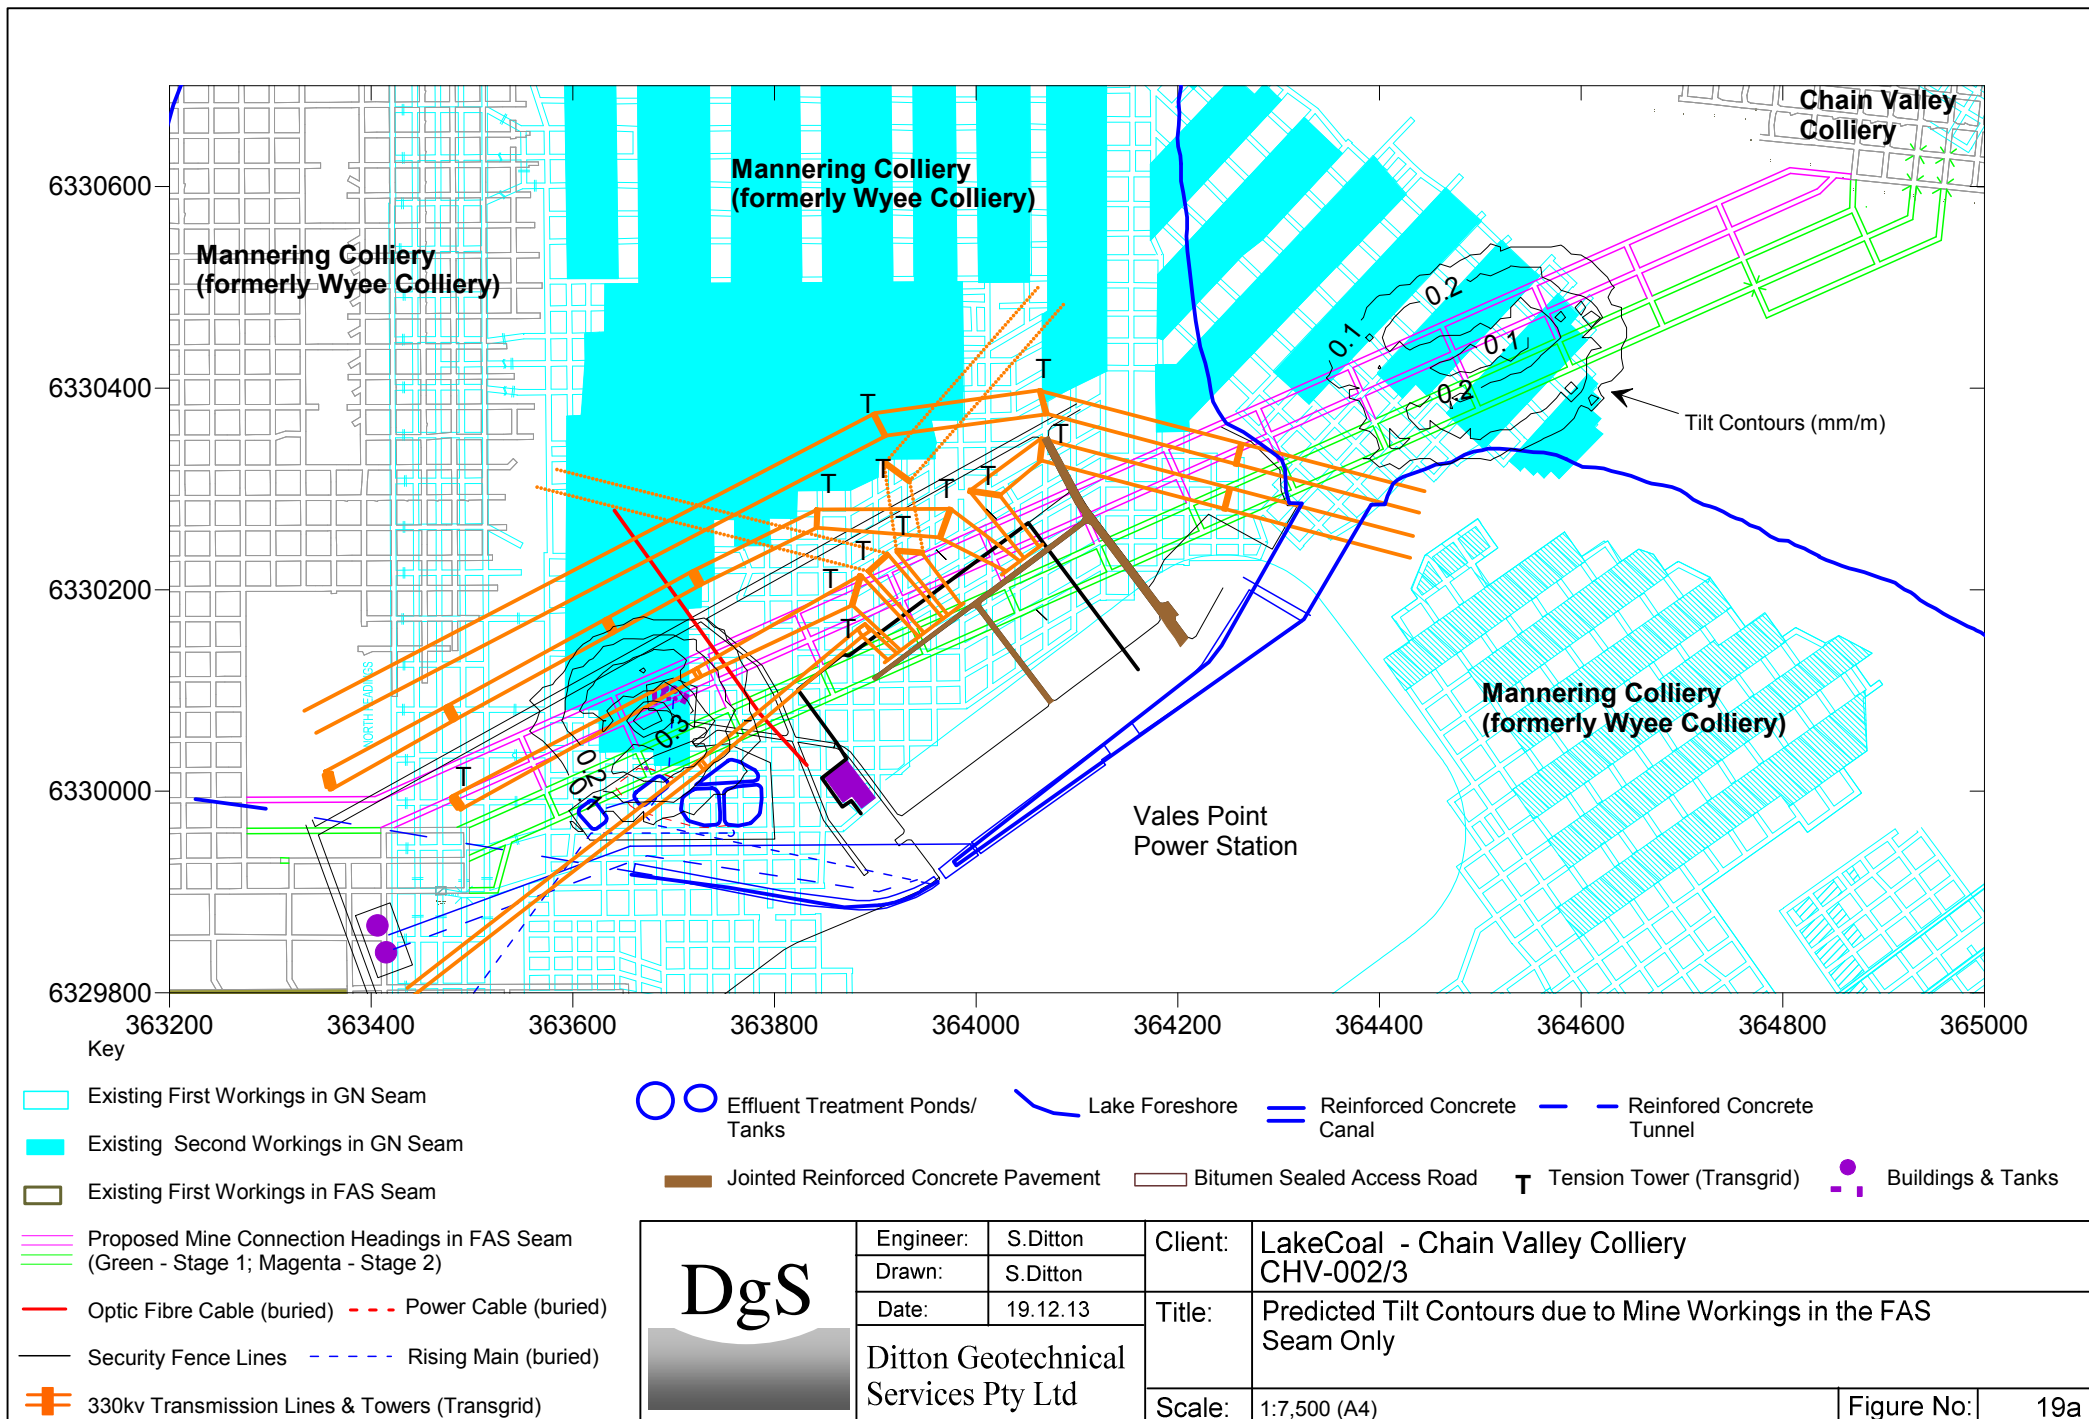 Chain Valley
Colliery
Mannering Colliery
(formerly Wyee Colliery)
Mannering Colliery
(formerly Wyee Colliery)
6330600
6330400
6330200
6330000
6329800
0.2
0.1
0.1
0.2
Tilt Contours (mm/m)
T
T
T
T
T
T
T
T
T
T
T
T
NORTH HEADINGS
0.3
0.2
0.1
Mannering Colliery
(formerly Wyee Colliery)
Vales Point
Power Station
363200
363400
363600
363800
364000
364200
364400
364600
364800
365000
Key
Existing First Workings in GN Seam
Existing Second Workings in GN Seam
Existing First Workings in FAS Seam
Proposed Mine Connection Headings in FAS Seam
(Green - Stage 1; Magenta - Stage 2)
Optic Fibre Cable (buried)
Power Cable (buried)
Security Fence Lines
Rising Main (buried)
330kv Transmission Lines & Towers (Transgrid)
Effluent Treatment Ponds/
Tanks
Lake Foreshore
Reinforced Concrete
Canal
Reinfored Concrete
Tunnel
Jointed Reinforced Concrete Pavement
Bitumen Sealed Access Road
T Tension Tower (Transgrid)
Buildings & Tanks
DgS
Engineer: S.Ditton
Drawn: S.Ditton
Date: 19.12.13
Ditton Geotechnical
Services Pty Ltd
Client: LakeCoal - Chain Valley Colliery
CHV-002/3
Title: Predicted Tilt Contours due to Mine Workings in the FAS
Seam Only
Scale: 1:7,500 (A4)
Figure No: 19a